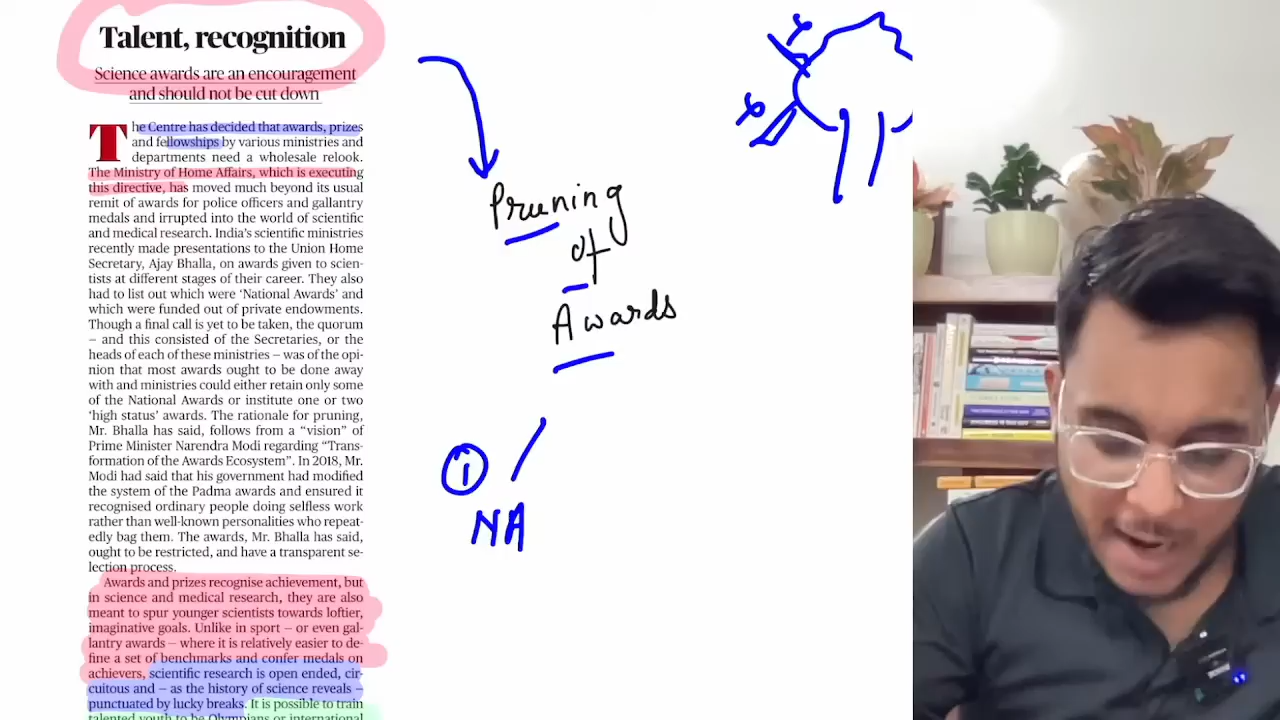 Talent, recognition
Science awards are an encouragement
and should not be cut down
The Centre has decided that awards, prizes
and fellowships by various ministries and
departments need a wholesale relook.
The Ministry of Home Affairs, which is executing
this directive, has moved much beyond its usual
remit of awards for police officers and gallantry
medals and irrupted into the world of scientific
and medical research. India's scientific ministries
recently made presentations to the Union Home
Secretary, Ajay Bhalla, on awards given to scien-
tists at different stages of their career. They also
had to list out which were 'National Awards' and
which were funded out of private endowments.
Though a final call is yet to be taken, the quorum
– and this consisted of the Secretaries, or the
heads of each of these ministries – was of the opi-
nion that most awards ought to be done away
with and ministries could either retain only some
of the National Awards or institute one or two
'high status' awards. The rationale for pruning,
Mr. Bhalla has said, follows from a "vision" of
Prime Minister Narendra Modi regarding "Trans-
formation of the Awards Ecosystem". In 2018, Mr.
Modi had said that his government had modified
the system of the Padma awards and ensured it
recognised ordinary people doing selfless work
rather than well-known personalities who repeat-
edly bag them. The awards, Mr. Bhalla has said,
ought to be restricted, and have a transparent se-
lection process.
Awards and prizes recognise achievement, but
in science and medical research, they are also
meant to spur younger scientists towards loftier,
imaginative goals. Unlike in sport – or even gal-
lantry awards – where it is relatively easier to de-
fine a set of benchmarks and confer medals on
achievers, scientific research is open ended, cir-
cuitous and – as the history of science reveals –
punctuated by lucky breaks. It is possible to train
talented youth to be Olympians or international
Pruning
of
Awards
1
NA